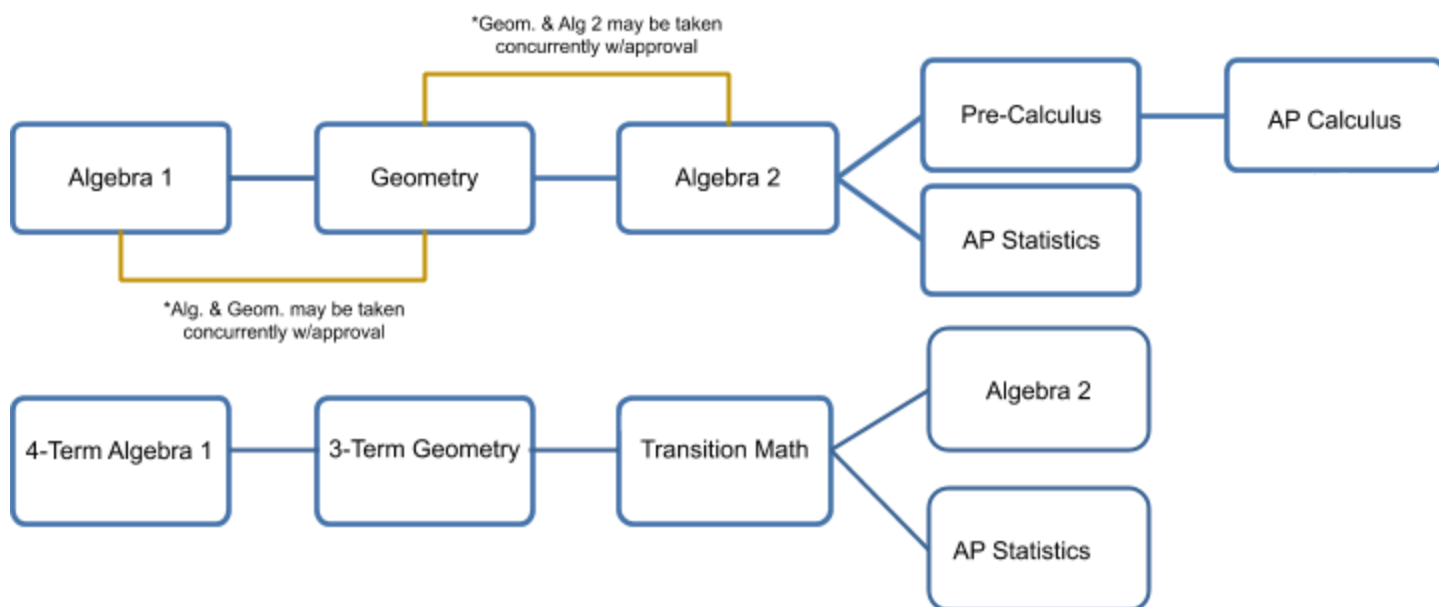 *Geom. & Alg 2 may be taken
concurrently w/approval
Algebra 1
Geometry
Algebra 2
Pre-Calculus
AP Calculus
AP Statistics
*Alg. & Geom. may be taken
concurrently w/approval
4-Term Algebra 1
3-Term Geometry
Transition Math
Algebra 2
AP Statistics